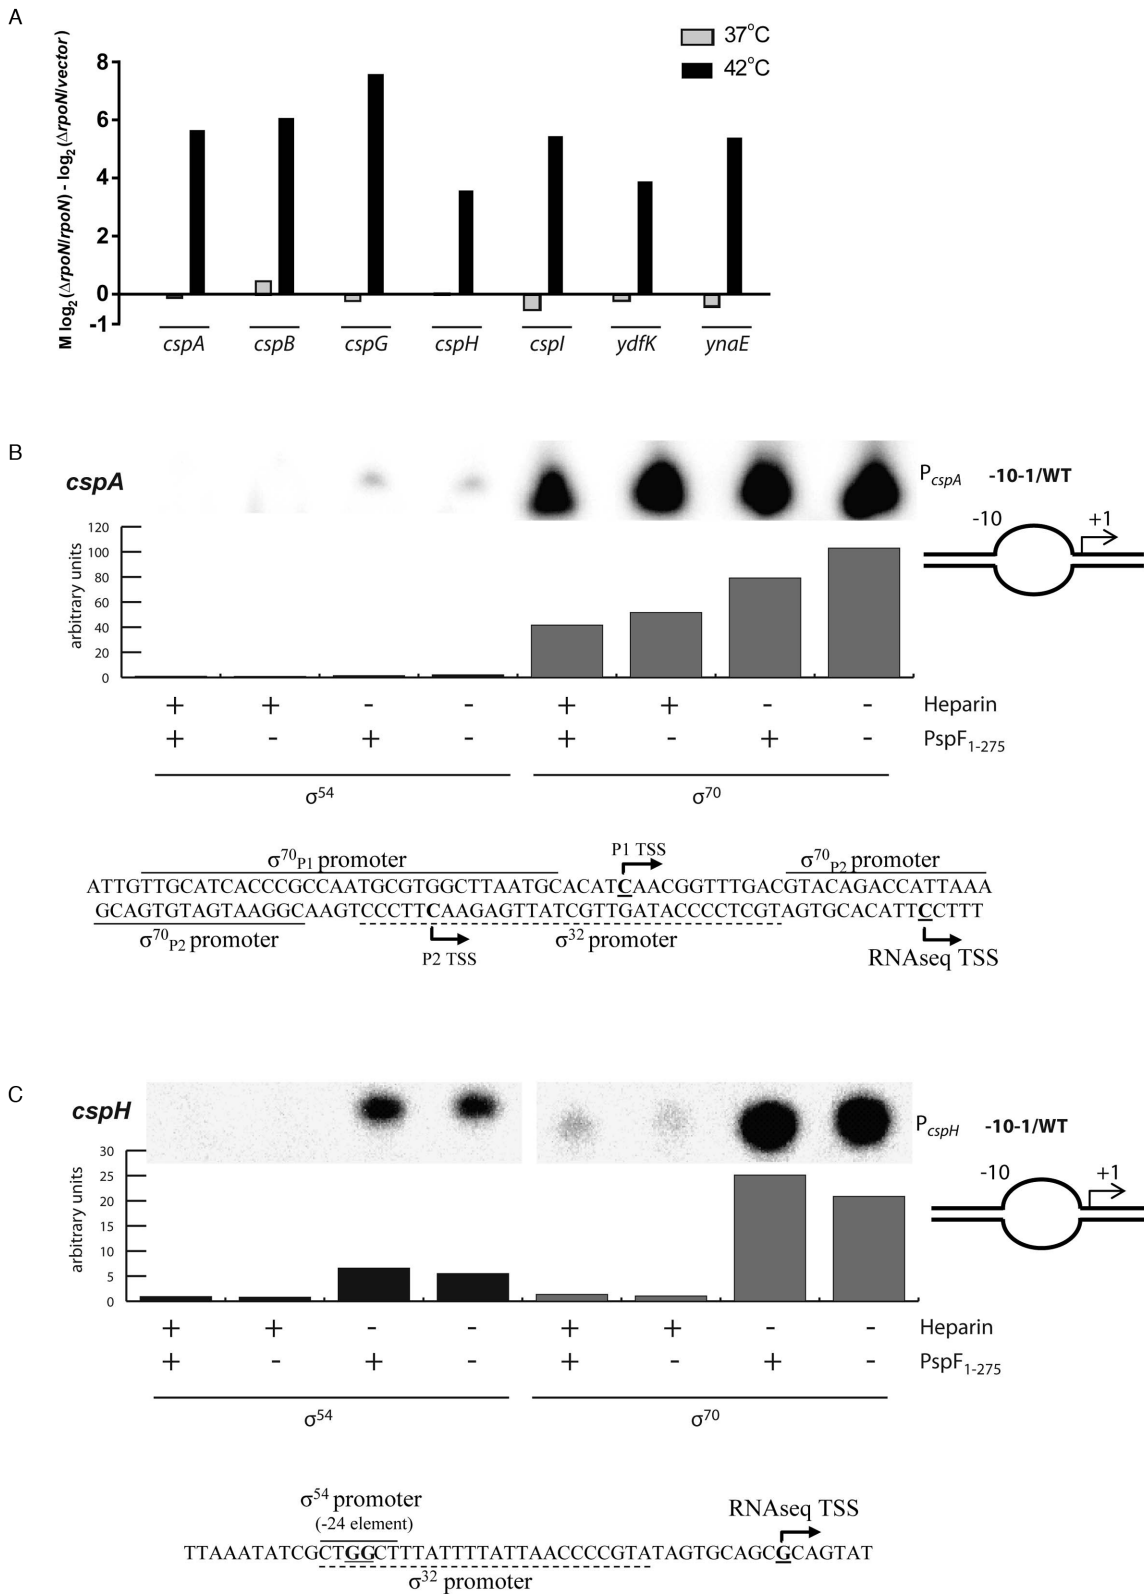 A
37°C
42°C
M log₂(ΔrpoN/rpoN) - log₂(ΔrpoN/vector)
8
6
4
2
0
-1
cspA cspB cspG cspH cspI ydfK ynaE
B
cspA
PcspA -10-1/WT
-10 +1
arbitrary units
120
100
80
60
40
20
0
+ + - - + + - - Heparin
+ - + - + - + - PspF₁₋₂₇₅
σ⁵⁴ σ⁷⁰
σ⁷⁰P1 promoter P1 TSS σ⁷⁰P2 promoter
ATTGTTGCATCACCCGCCAATGCGTGGCTTAATGCACATCAACGGTTTGACGTACAGACCATTAAA
GCAGTGTAGTAAGGCAAGTCCCTTCAAGAGTTATCGTTGATACCCCTCGTAGTGCACATTCCTTT
σ⁷⁰P2 promoter P2 TSS σ³² promoter RNAseq TSS
C
cspH
PcspH -10-1/WT
-10 +1
arbitrary units
30
25
20
15
10
5
0
+ + - - + + - - Heparin
+ - + - + - + - PspF₁₋₂₇₅
σ⁵⁴ σ⁷⁰
σ⁵⁴ promoter
(-24 element)
RNAseq TSS
TTAAATATCGCTGGCTTTATTTTATTAACCCCGTATAGTGCAGCGCAGTAT
σ³² promoter